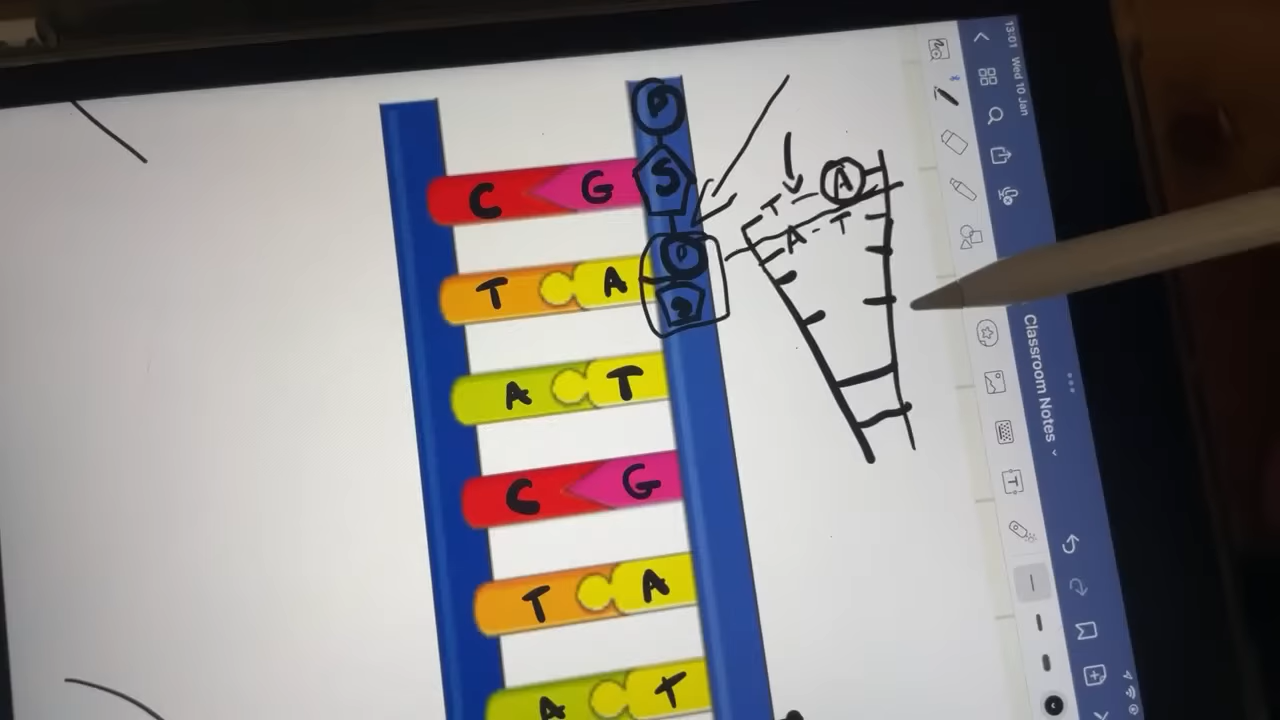 13:01 Wed 10 Jan
Classroom Notes
C G S
T A
A T
C G
T A
A T
T - A
A - T
T